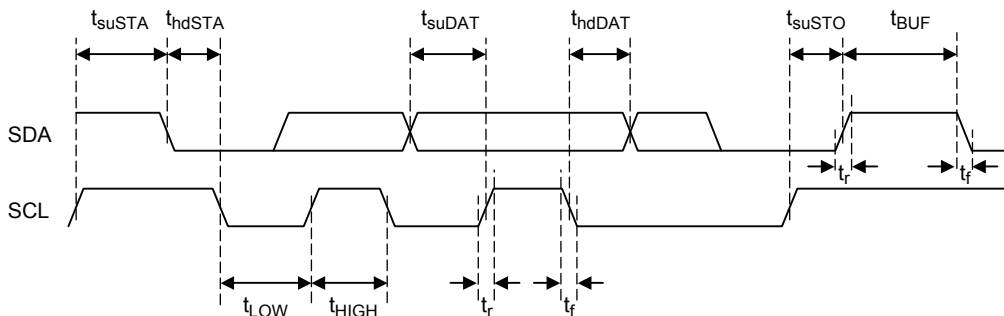 tsuSTA thdSTA tsuDAT thdDAT tsuSTO tBUF
SDA
tr tf
SCL
tLOW tHIGH tr tf